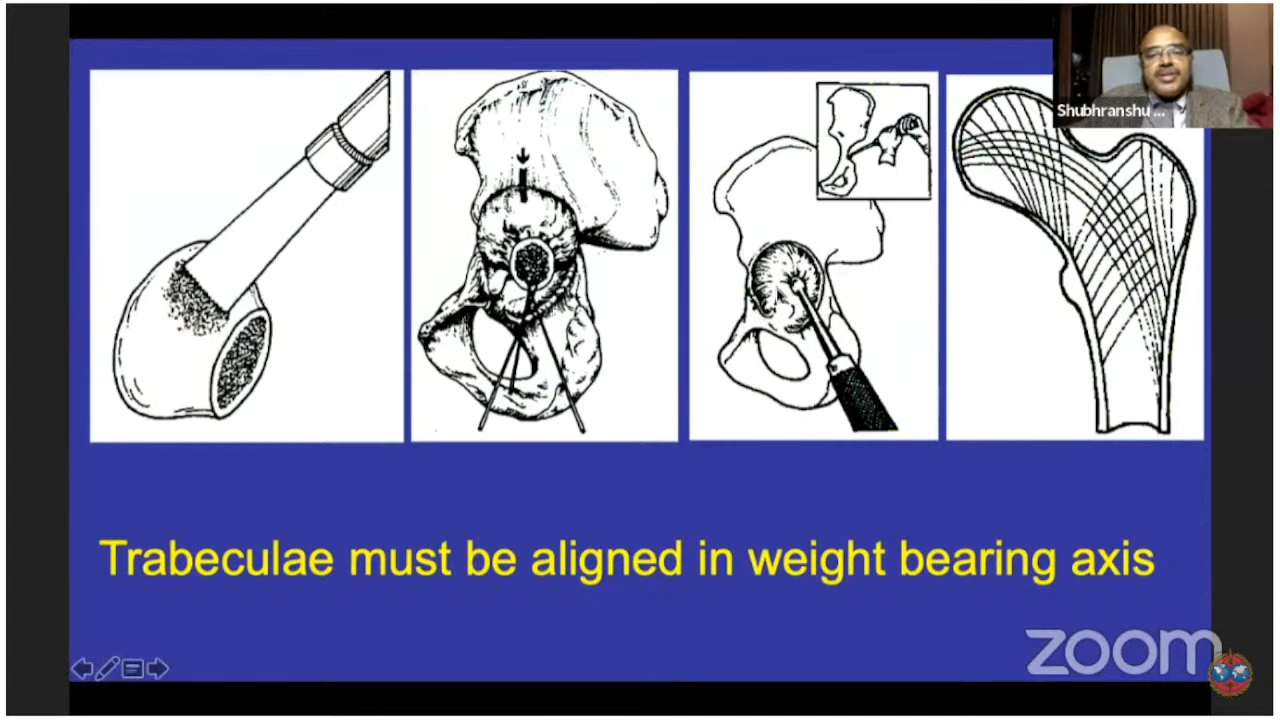 Shubhranshu ...
Trabeculae must be aligned in weight bearing axis
zoom